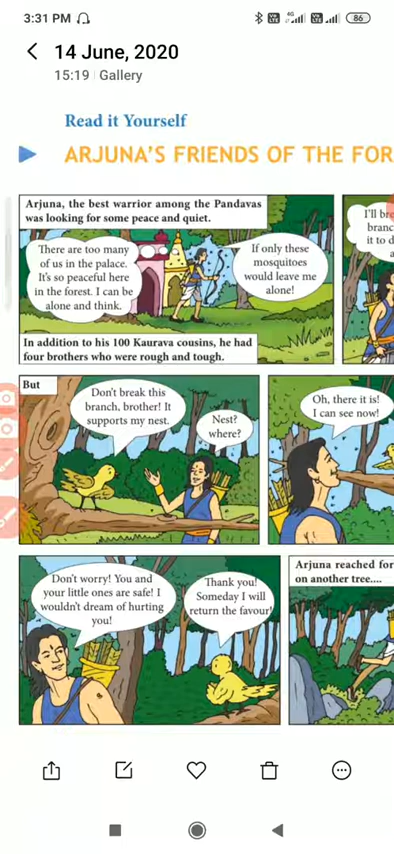 3:31 PM
4G
86
14 June, 2020
15:19 Gallery
Read it Yourself
ARJUNA'S FRIENDS OF THE FOR
Arjuna, the best warrior among the Pandavas
was looking for some peace and quiet.
There are too many
of us in the palace.
It's so peaceful here
in the forest. I can be
alone and think.
If only these
mosquitoes
would leave me
alone!
In addition to his 100 Kaurava cousins, he had
four brothers who were rough and tough.
I'll bre
branc
it to d
a
But
Don't break this
branch, brother! It
supports my nest.
Nest?
where?
Oh, there it is!
I can see now!
Don't worry! You and
your little ones are safe! I
wouldn't dream of hurting
you!
Thank you!
Someday I will
return the favour!
Arjuna reached for
on another tree....